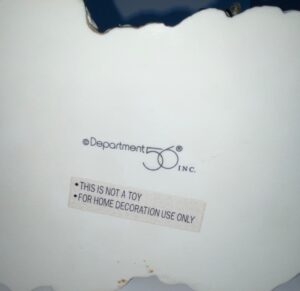 ©Department 56®
INC.
•THIS IS NOT A TOY
•FOR HOME DECORATION USE ONLY